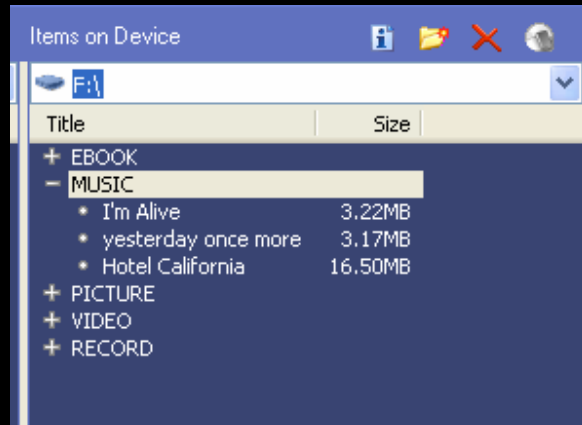 Items on Device
F:\
Title Size
EBOOK
MUSIC
I'm Alive 3.22MB
yesterday once more 3.17MB
Hotel California 16.50MB
PICTURE
VIDEO
RECORD